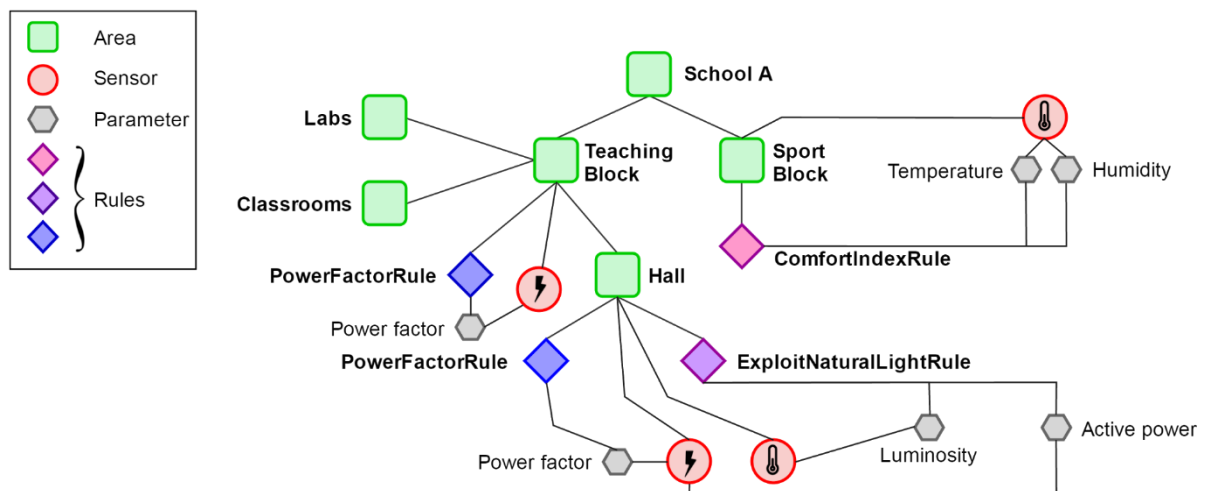 Area
Sensor
Parameter
Rules
School A
Labs
Teaching
Block
Sport
Block
Temperature
Humidity
Classrooms
ComfortIndexRule
PowerFactorRule
Hall
Power factor
PowerFactorRule
ExploitNaturalLightRule
Active power
Luminosity
Power factor